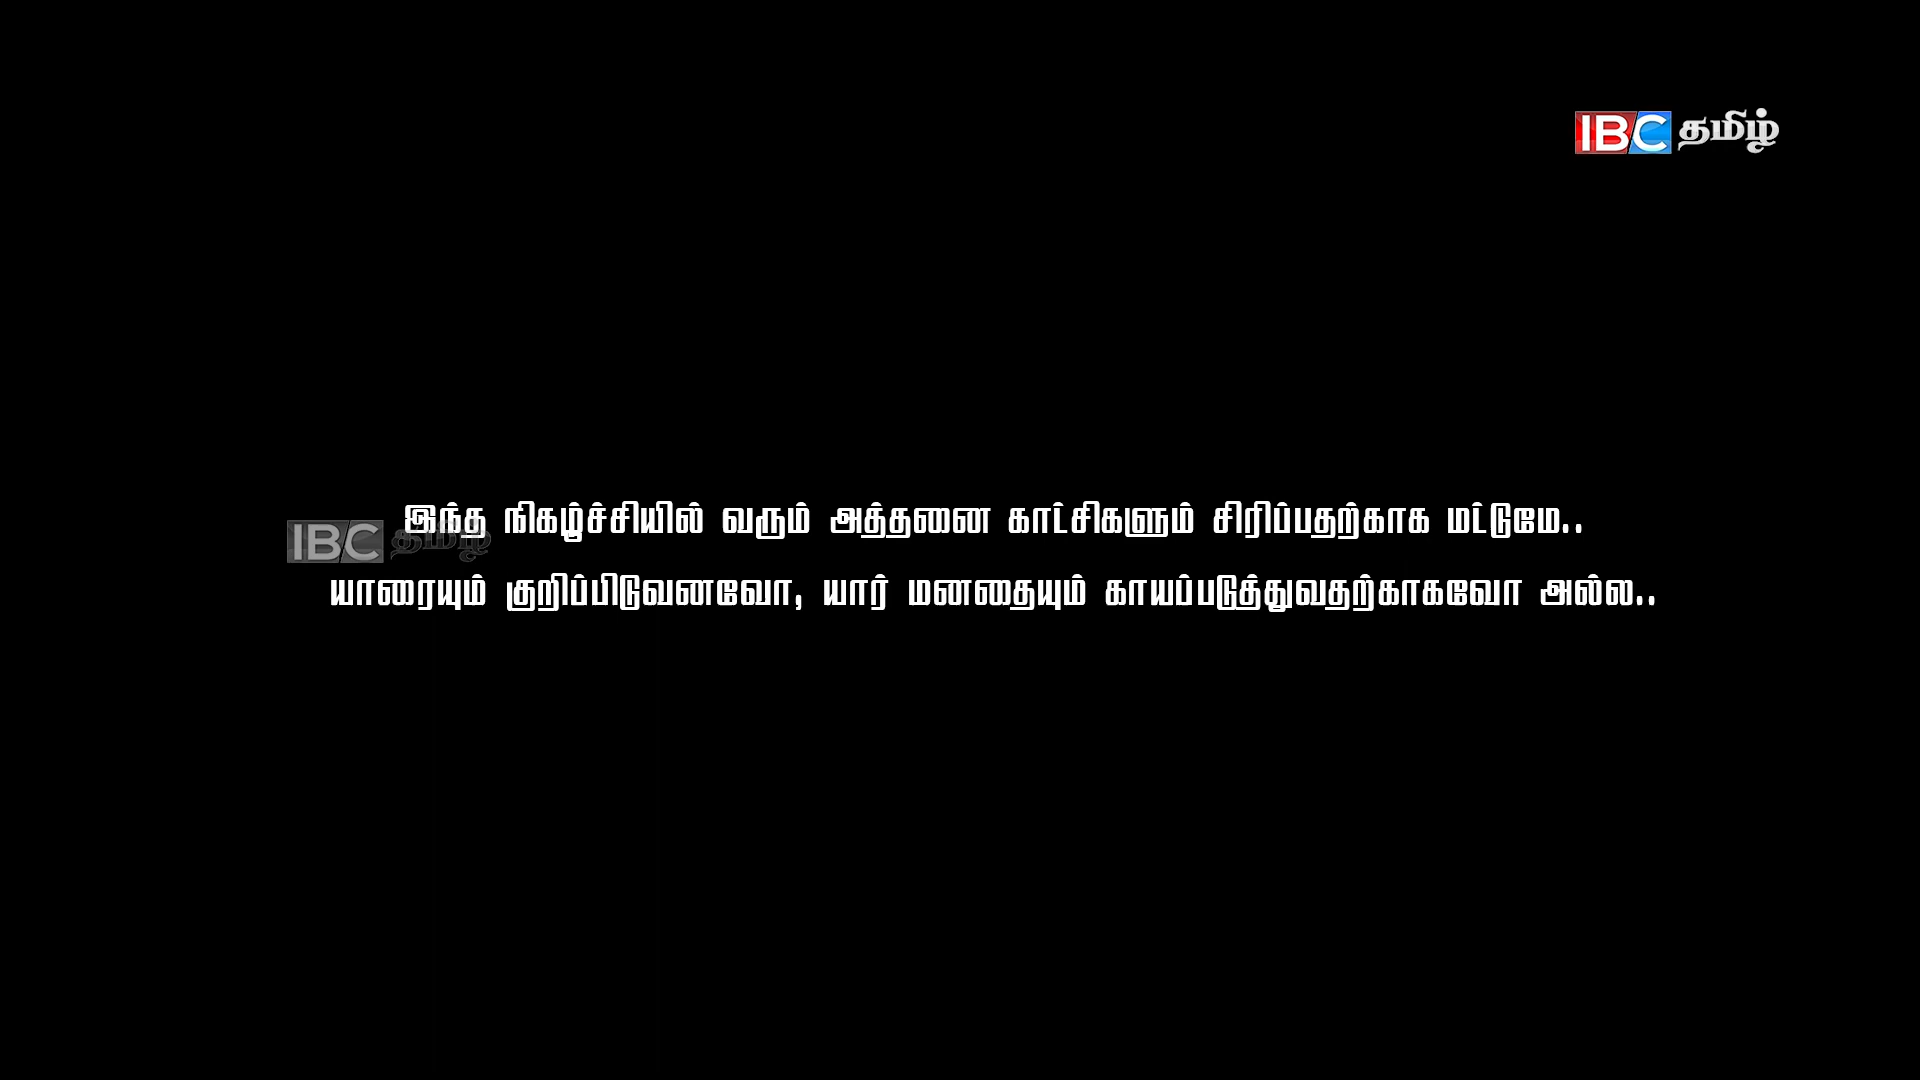 IBC தமிழ்
இந்த நிகழ்ச்சியில் வரும் அத்தனை காட்சிகளும் சிரிப்பதற்காக மட்டுமே..
IBC தமிழ்
யாரையும் குறிப்பிடுவனவோ, யார் மனதையும் காயப்படுத்துவதற்காகவோ அல்ல..